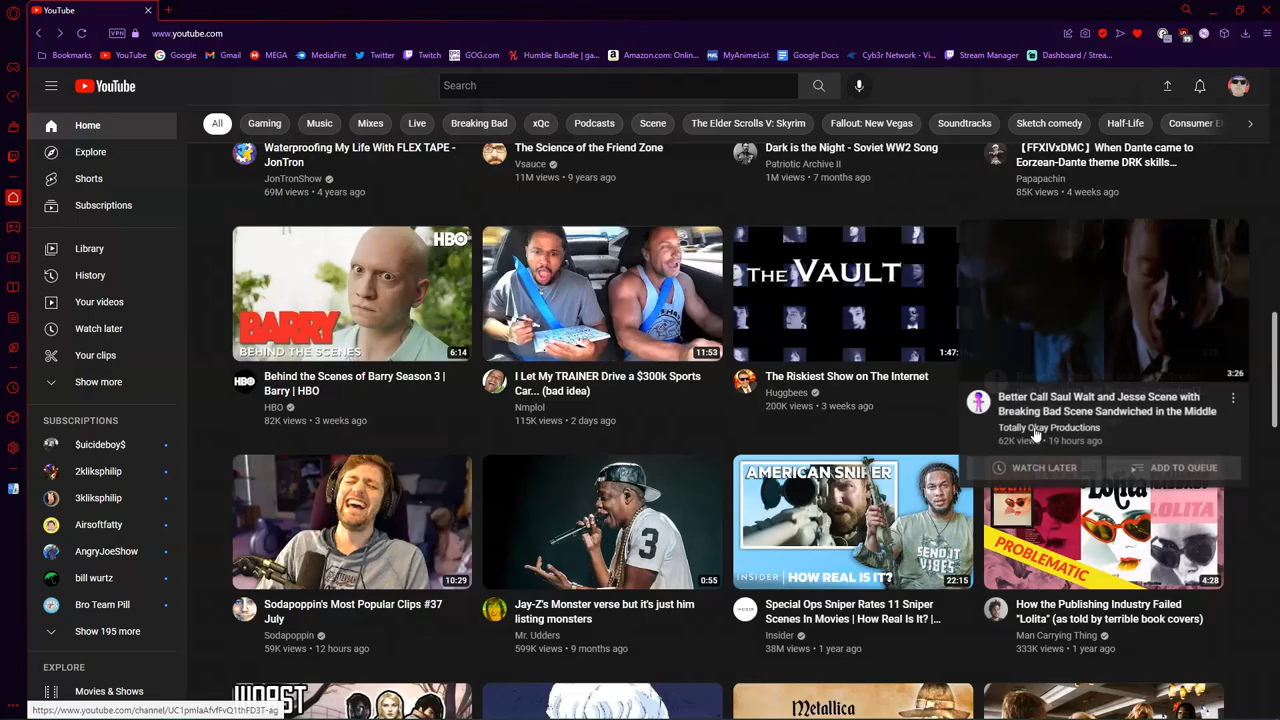 YouTube
VPN
www.youtube.com
Bookmarks
YouTube
Google
Gmail
MEGA
MediaFire
Twitter
Twitch
GOG.com
Humble Bundle | ga...
Amazon.com: Onlin...
MyAnimeList
Google Docs
Cyb3r Network - Vi...
Stream Manager
Dashboard / Strea...
YouTube
Search
All
Gaming
Music
Mixes
Live
Breaking Bad
xQc
Podcasts
Scene
The Elder Scrolls V: Skyrim
Fallout: New Vegas
Soundtracks
Sketch comedy
Half-Life
Consumer El
Home
Explore
Shorts
Subscriptions
Library
History
Your videos
Watch later
Your clips
Show more
SUBSCRIPTIONS
$uicideboy$
2kliksphilip
3kliksphilip
Airsoftfatty
AngryJoeShow
bill wurtz
Bro Team Pill
Show 195 more
EXPLORE
Movies & Shows
Waterproofing My Life With FLEX TAPE -
JonTron
JonTronShow
69M views • 4 years ago
The Science of the Friend Zone
Vsauce
11M views • 9 years ago
Dark is the Night - Soviet WW2 Song
Patriotic Archive II
1M views • 7 months ago
【FFXIVxDMC】When Dante came to
Eorzean-Dante theme DRK skills...
Papapachin
85K views • 4 weeks ago
HBO
BARRY
BEHIND THE SCENES
6:14
Behind the Scenes of Barry Season 3 |
Barry | HBO
HBO
82K views • 3 weeks ago
11:53
I Let My TRAINER Drive a $300k Sports
Car... (bad idea)
Nmplol
115K views • 2 days ago
THE VAULT
1:47:
The Riskiest Show on The Internet
Hugbees
200K views • 3 weeks ago
3:26
Better Call Saul Walt and Jesse Scene with
Breaking Bad Scene Sandwiched in the Middle
Totally Okay Productions
62K views • 19 hours ago
WATCH LATER
ADD TO QUEUE
10:29
Sodapoppin's Most Popular Clips #37
July
Sodapoppin
59K views • 12 hours ago
3
0:55
Jay-Z's Monster verse but it's just him
listing monsters
Mr. Udders
599K views • 9 months ago
AMERICAN SNIPER
SEND IT
VIBES
INSIDER
HOW REAL IS IT?
22:15
Special Ops Sniper Rates 11 Sniper
Scenes In Movies | How Real Is It? |...
Insider
38M views • 1 year ago
Lolita
LOLITA
PROBLEMATIC
4:28
How the Publishing Industry Failed
"Lolita" (as told by terrible book covers)
Man Carrying Thing
333K views • 1 year ago
WORST
Metallica